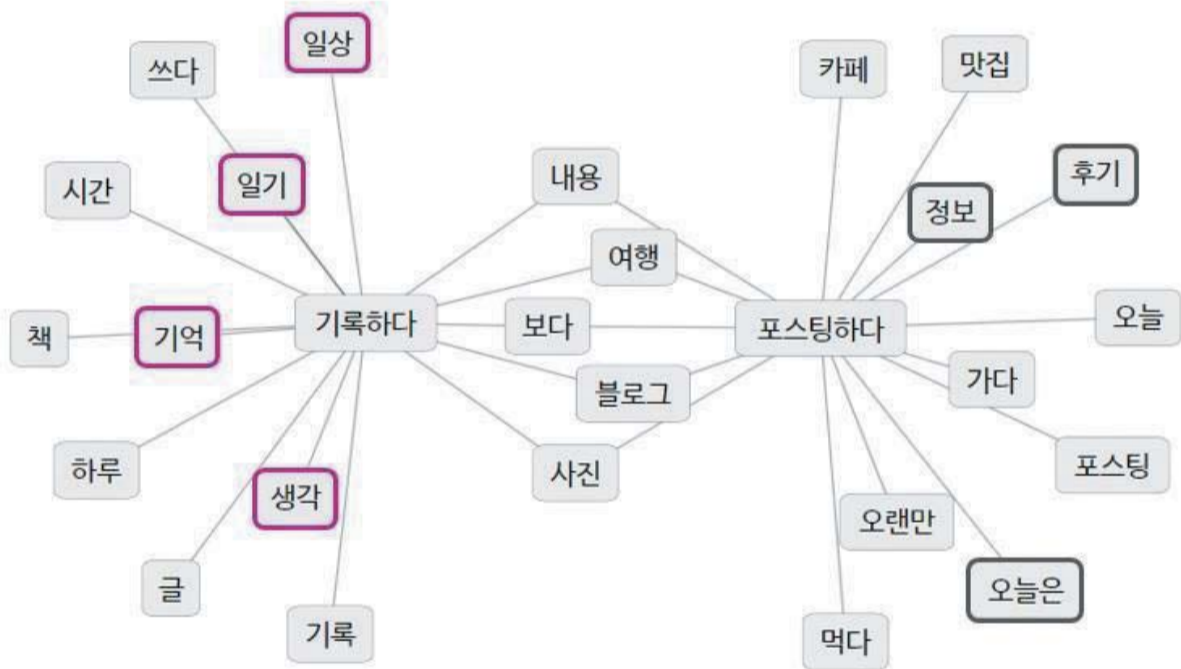 일상
쓰다
카페
맛집
일기
시간
내용
정보
후기
여행
기록하다
보다
포스팅하다
오늘
책
기억
블로그
가다
하루
생각
사진
포스팅
오랜만
글
오늘은
기록
먹다